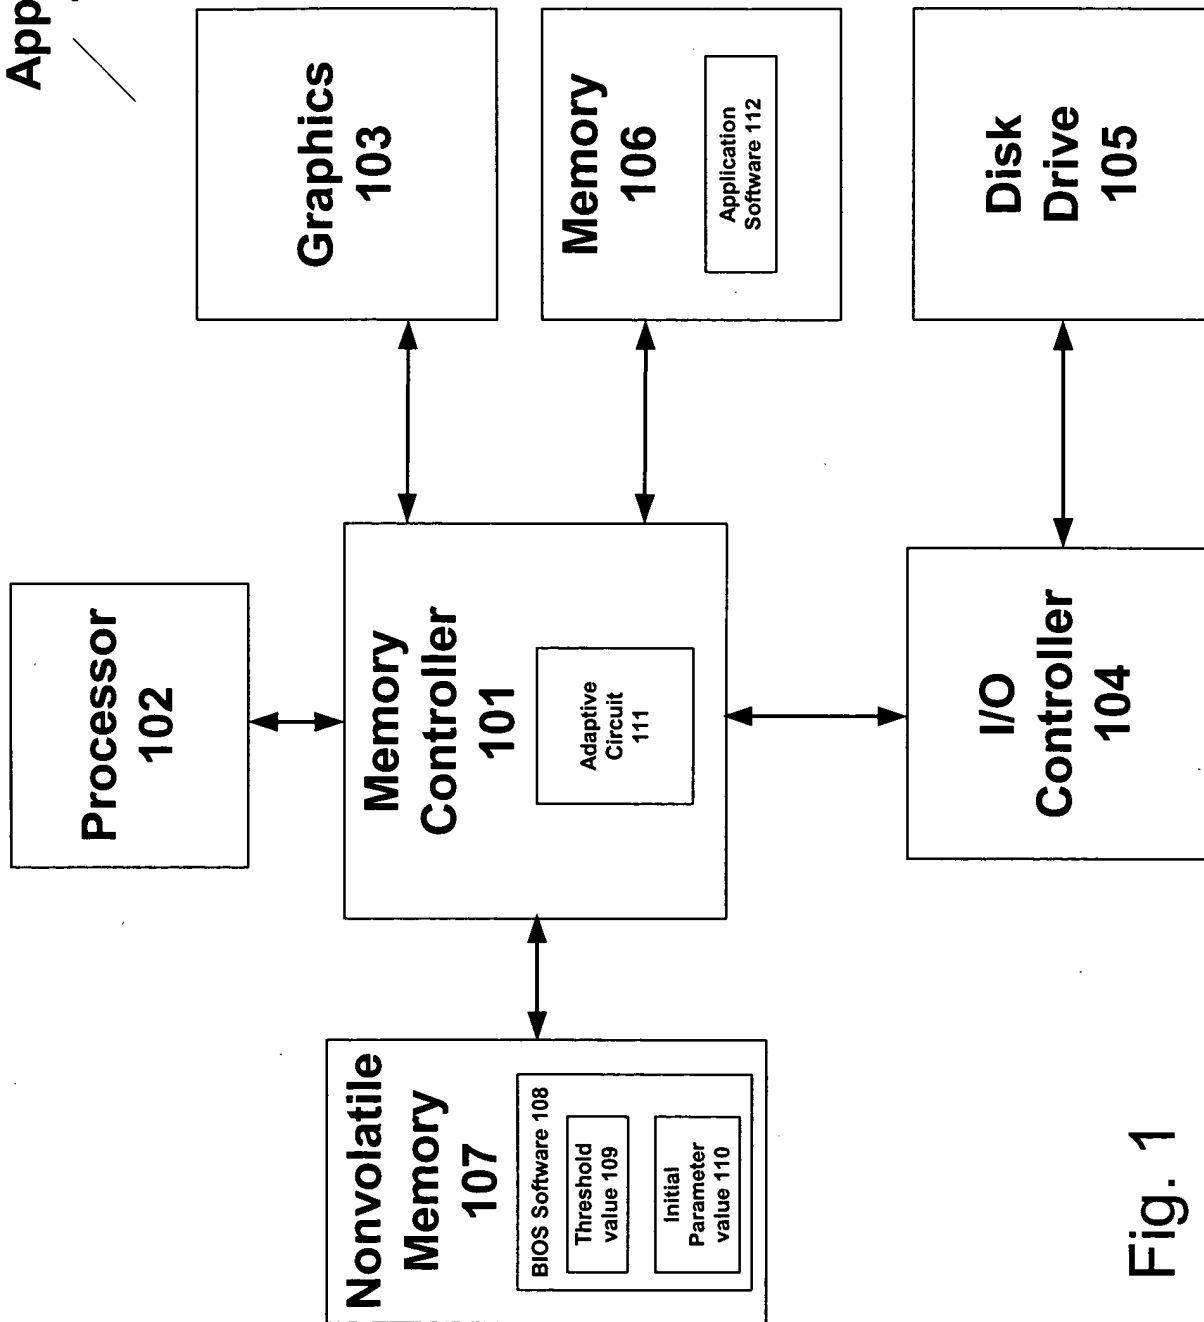 App
Processor
102
Nonvolatile
Memory
107
BIOS Software 108
Threshold
value 109
Initial
Parameter
value 110
Memory
Controller
101
Adaptive
Circuit
111
Graphics
103
Memory
106
Application
Software 112
I/O
Controller
104
Disk
Drive
105
Fig. 1